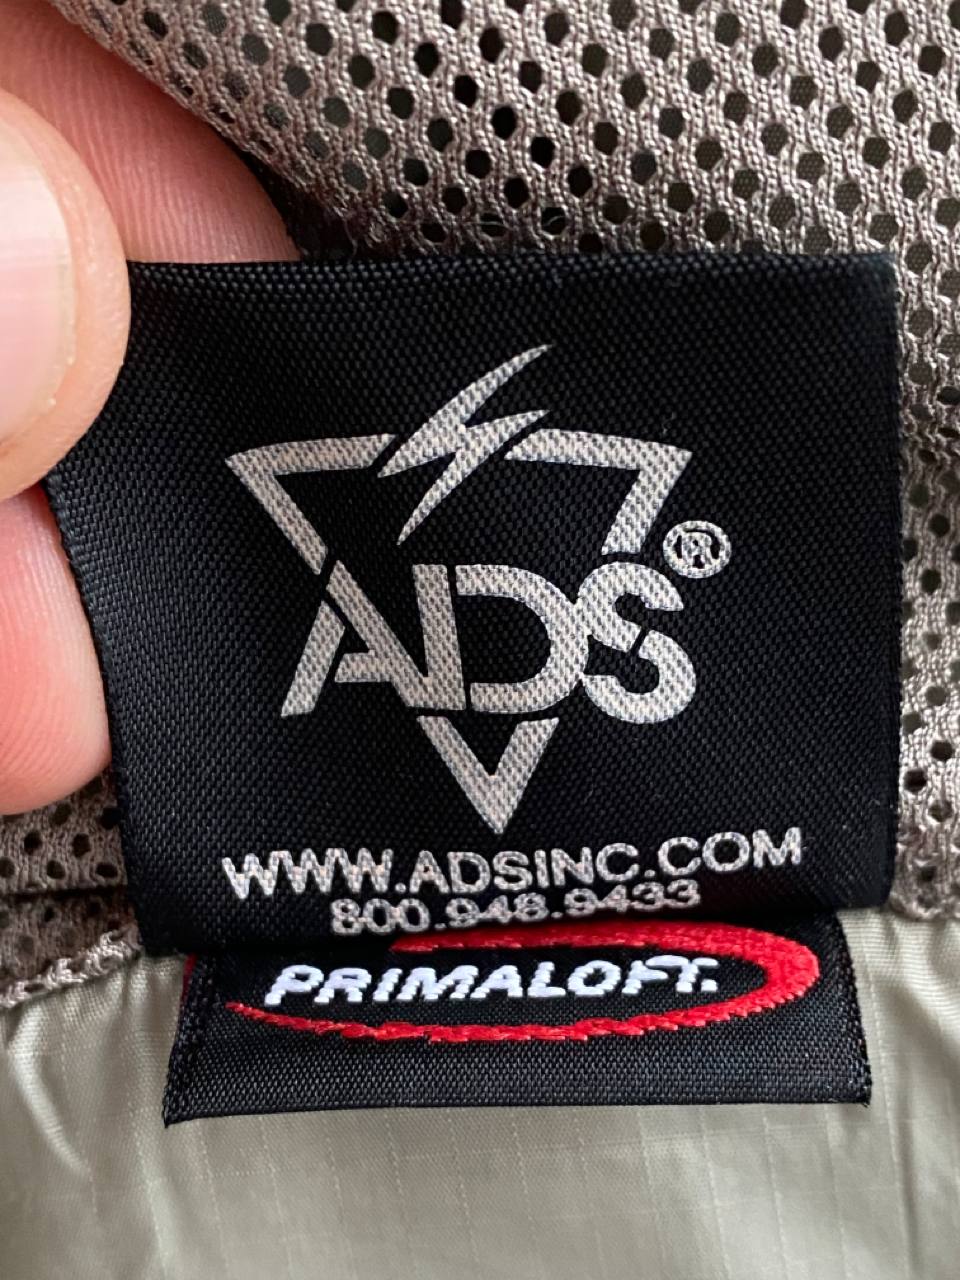 ADS®
WWW.ADSINC.COM
800.948.9433
PRIMALOFT.